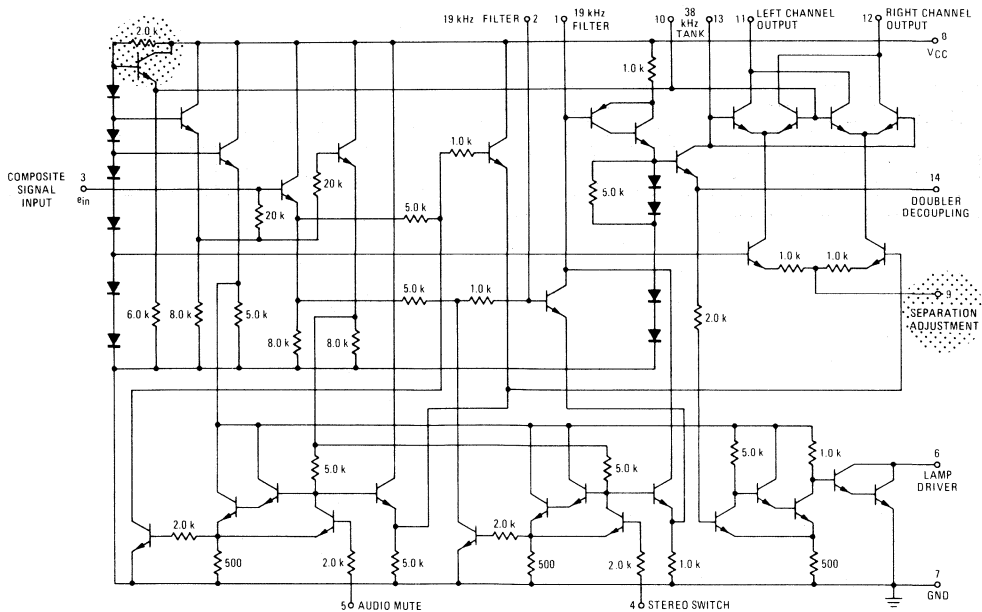 19 kHz FILTER 2
1 19 kHz FILTER
10 38 kHz TANK 13
11 LEFT CHANNEL OUTPUT
12 RIGHT CHANNEL OUTPUT
2.0 k
8
VCC
1.0 k
1.0 k
COMPOSITE SIGNAL INPUT
3
ein
20 k
20 k
5.0 k
5.0 k
14
DOUBLER DECOUPLING
1.0 k
1.0 k
5.0 k
1.0 k
9
SEPARATION ADJUSTMENT
6.0 k
8.0 k
5.0 k
8.0 k
8.0 k
2.0 k
5.0 k
5.0 k
5.0 k
1.0 k
6
LAMP DRIVER
2.0 k
500
2.0 k
5.0 k
2.0 k
500
2.0 k
1.0 k
500
7
GND
5 AUDIO MUTE
4 STEREO SWITCH